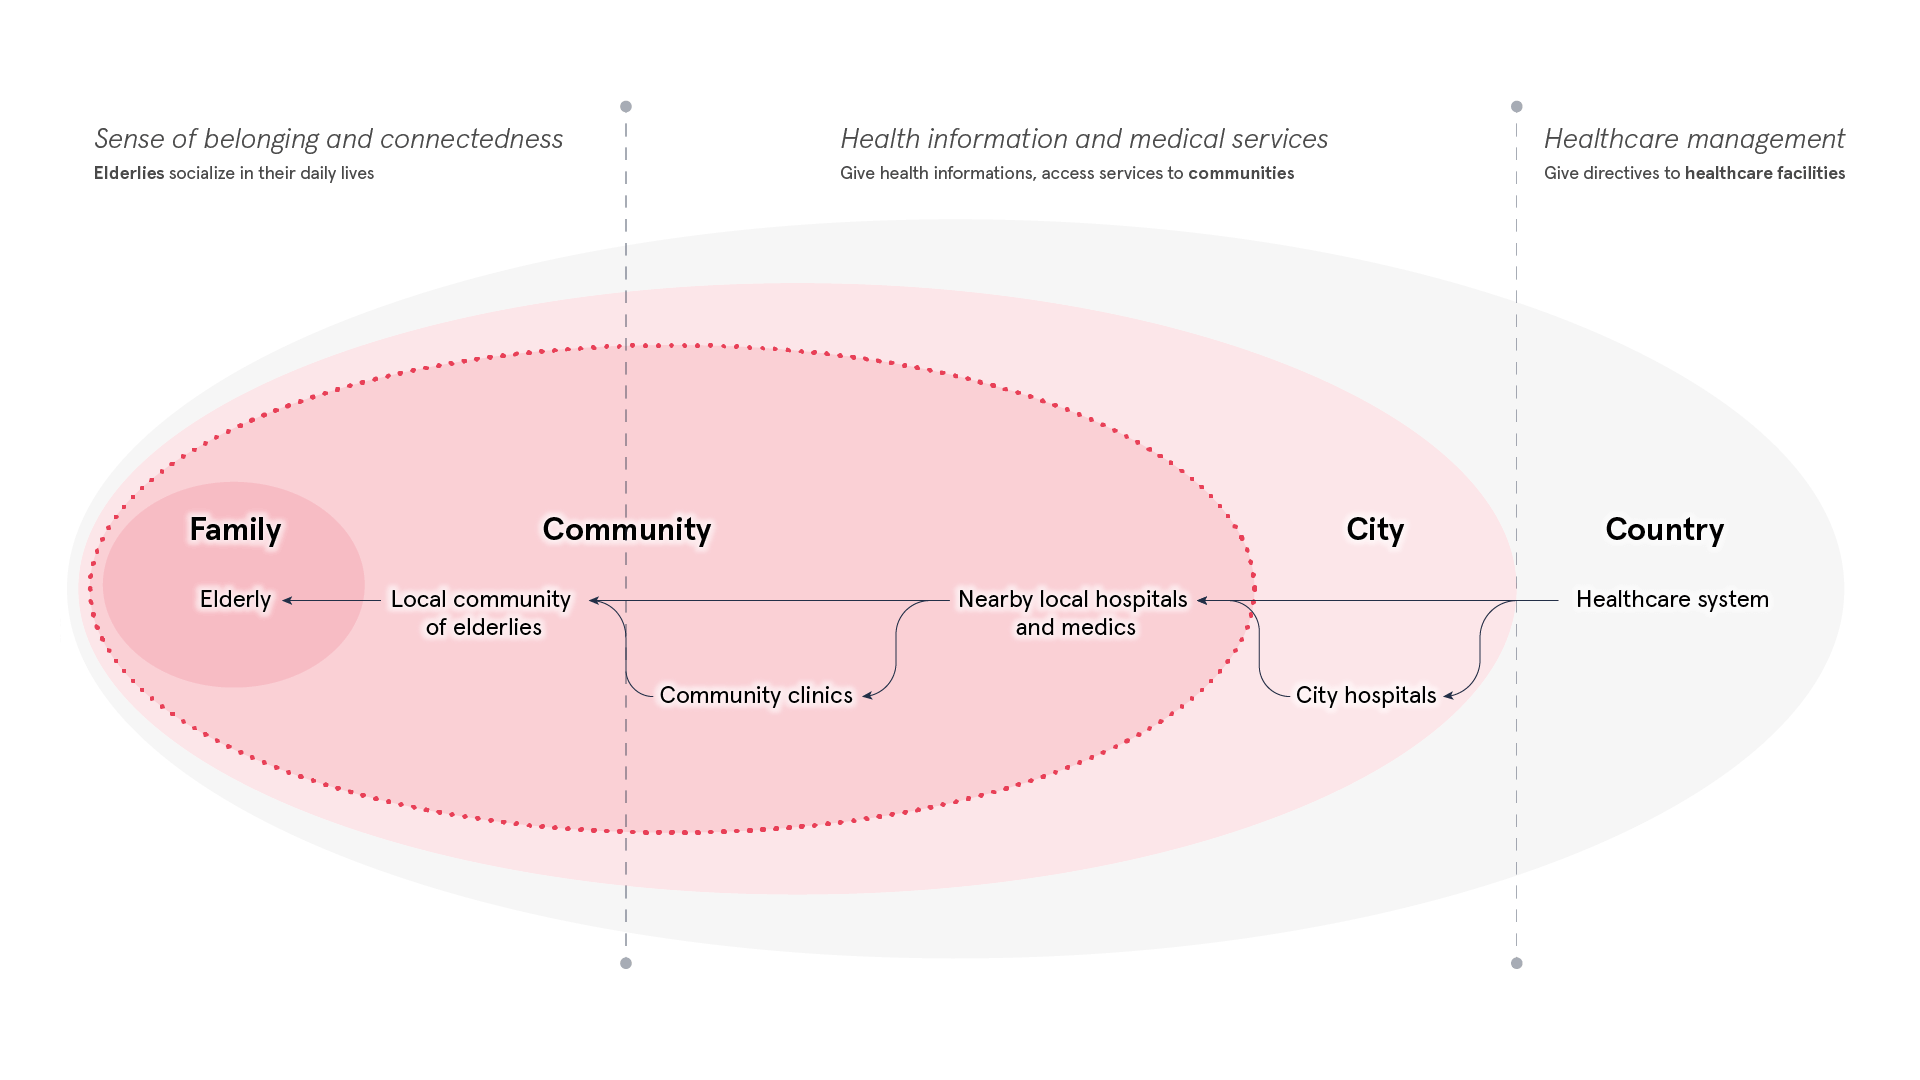 Sense of belonging and connectedness
Elderlies socialize in their daily lives
Health information and medical services
Give health informations, access services to communities
Healthcare management
Give directives to healthcare facilities
Family
Community
City
Country
Elderly
Local community
of elderlies
Nearby local hospitals
and medics
Healthcare system
Community clinics
City hospitals